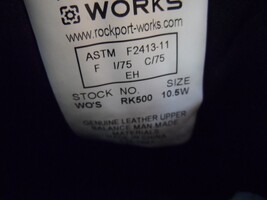 WORKS
www.rockport-works.com
ASTM F2413-11
F I/75 C/75
EH
STOCK NO. SIZE
WO'S RK500 10.5W
GENUINE LEATHER UPPER
BALANCE MAN MADE
MATERIALS